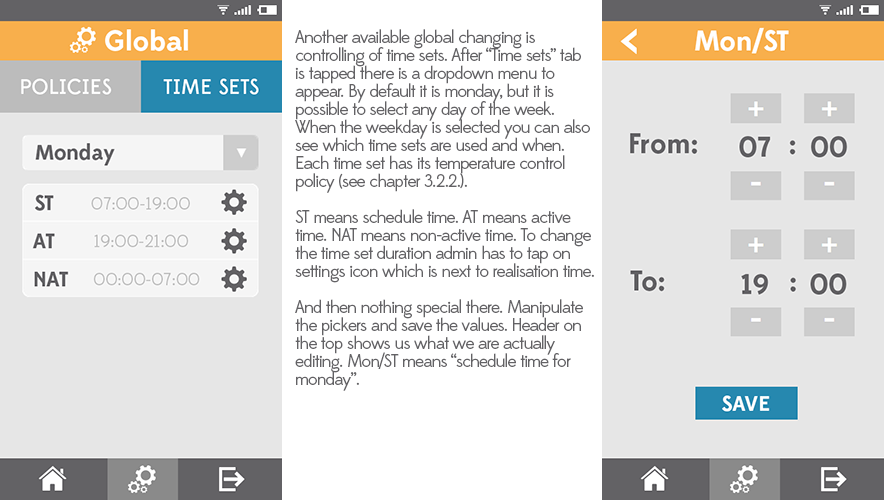 Global
POLICIES
TIME SETS
Monday
ST 07:00-19:00
AT 19:00-21:00
NAT 00:00-07:00
Another available global changing is
controlling of time sets. After “Time sets” tab
is tapped there is a dropdown menu to
appear. By default it is monday, but it is
possible to select any day of the week.
When the weekday is selected you can also
see which time sets are used and when.
Each time set has its temperature control
policy (see chapter 3.2.2.).
ST means schedule time. AT means active
time. NAT means non-active time. To change
the time set duration admin has to tap on
settings icon which is next to realisation time.
And then nothing special there. Manipulate
the pickers and save the values. Header on
the top shows us what we are actually
editing. Mon/ST means “schedule time for
monday”.
Mon/ST
+ +
From: 07 : 00
- -
+ +
To: 19 : 00
- -
SAVE